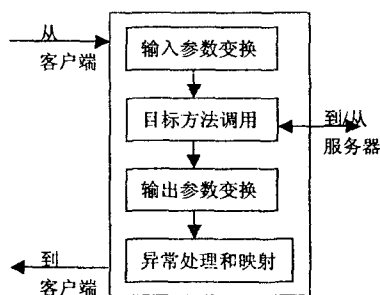 从
客户端
输入参数变换
目标方法调用
到/从
服务器
输出参数变换
异常处理和映射
到
客户端